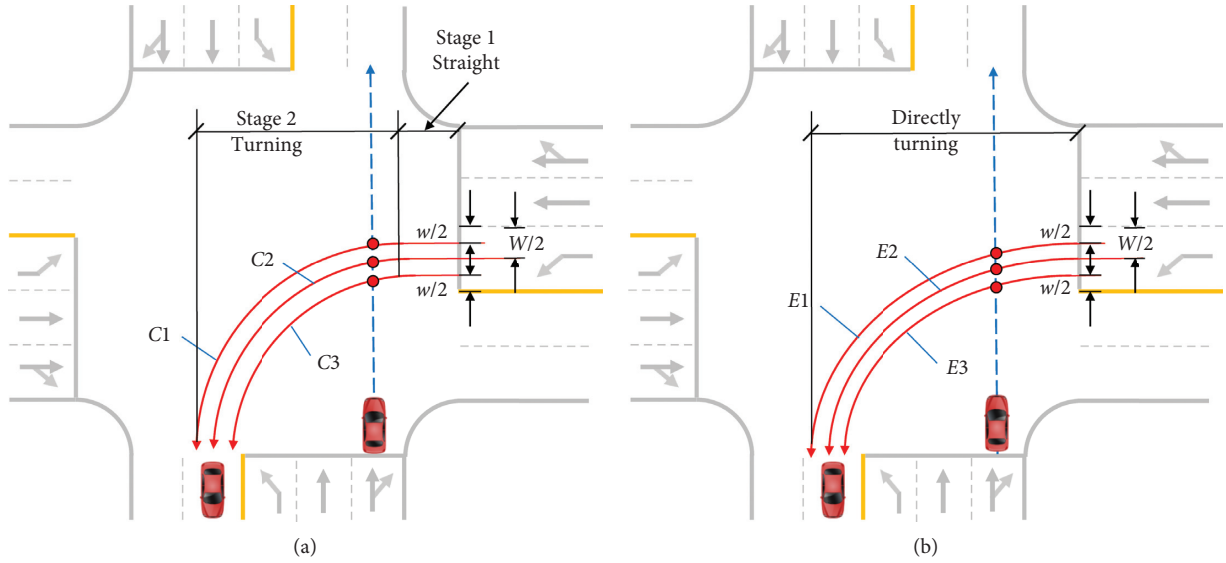 Stage 1
Straight
Stage 2
Turning
w/2
W/2
w/2
C2
C1
C3
(a)
Directly
turning
w/2
W/2
w/2
E2
E1
E3
(b)